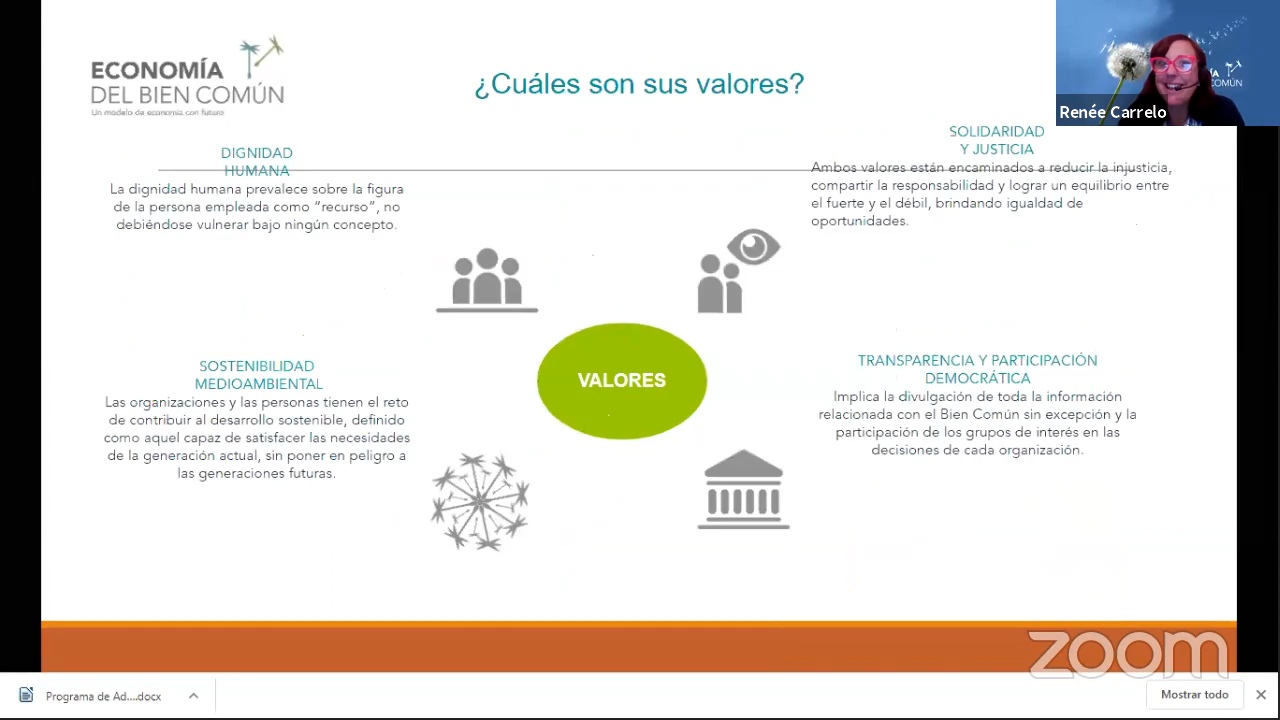 ECONOMÍA
DEL BIEN COMÚN
Un modelo de economía con futuro
¿Cuáles son sus valores?
MÍA
COMÚN
Renée Carrelo
DIGNIDAD
HUMANA
La dignidad humana prevalece sobre la figura
de la persona empleada como “recurso”, no
debiéndose vulnerar bajo ningún concepto.
SOLIDARIDAD
Y JUSTICIA
Ambos valores están encaminados a reducir la injusticia,
compartir la responsabilidad y lograr un equilibrio entre
el fuerte y el débil, brindando igualdad de
oportunidades.
VALORES
SOSTENIBILIDAD
MEDIOAMBIENTAL
Las organizaciones y las personas tienen el reto
de contribuir al desarrollo sostenible, definido
como aquel capaz de satisfacer las necesidades
de la generación actual, sin poner en peligro a
las generaciones futuras.
TRANSPARENCIA Y PARTICIPACIÓN
DEMOCRÁTICA
Implica la divulgación de toda la información
relacionada con el Bien Común sin excepción y la
participación de los grupos de interés en las
decisiones de cada organización.
zoom
Programa de Ad....docx
Mostrar todo